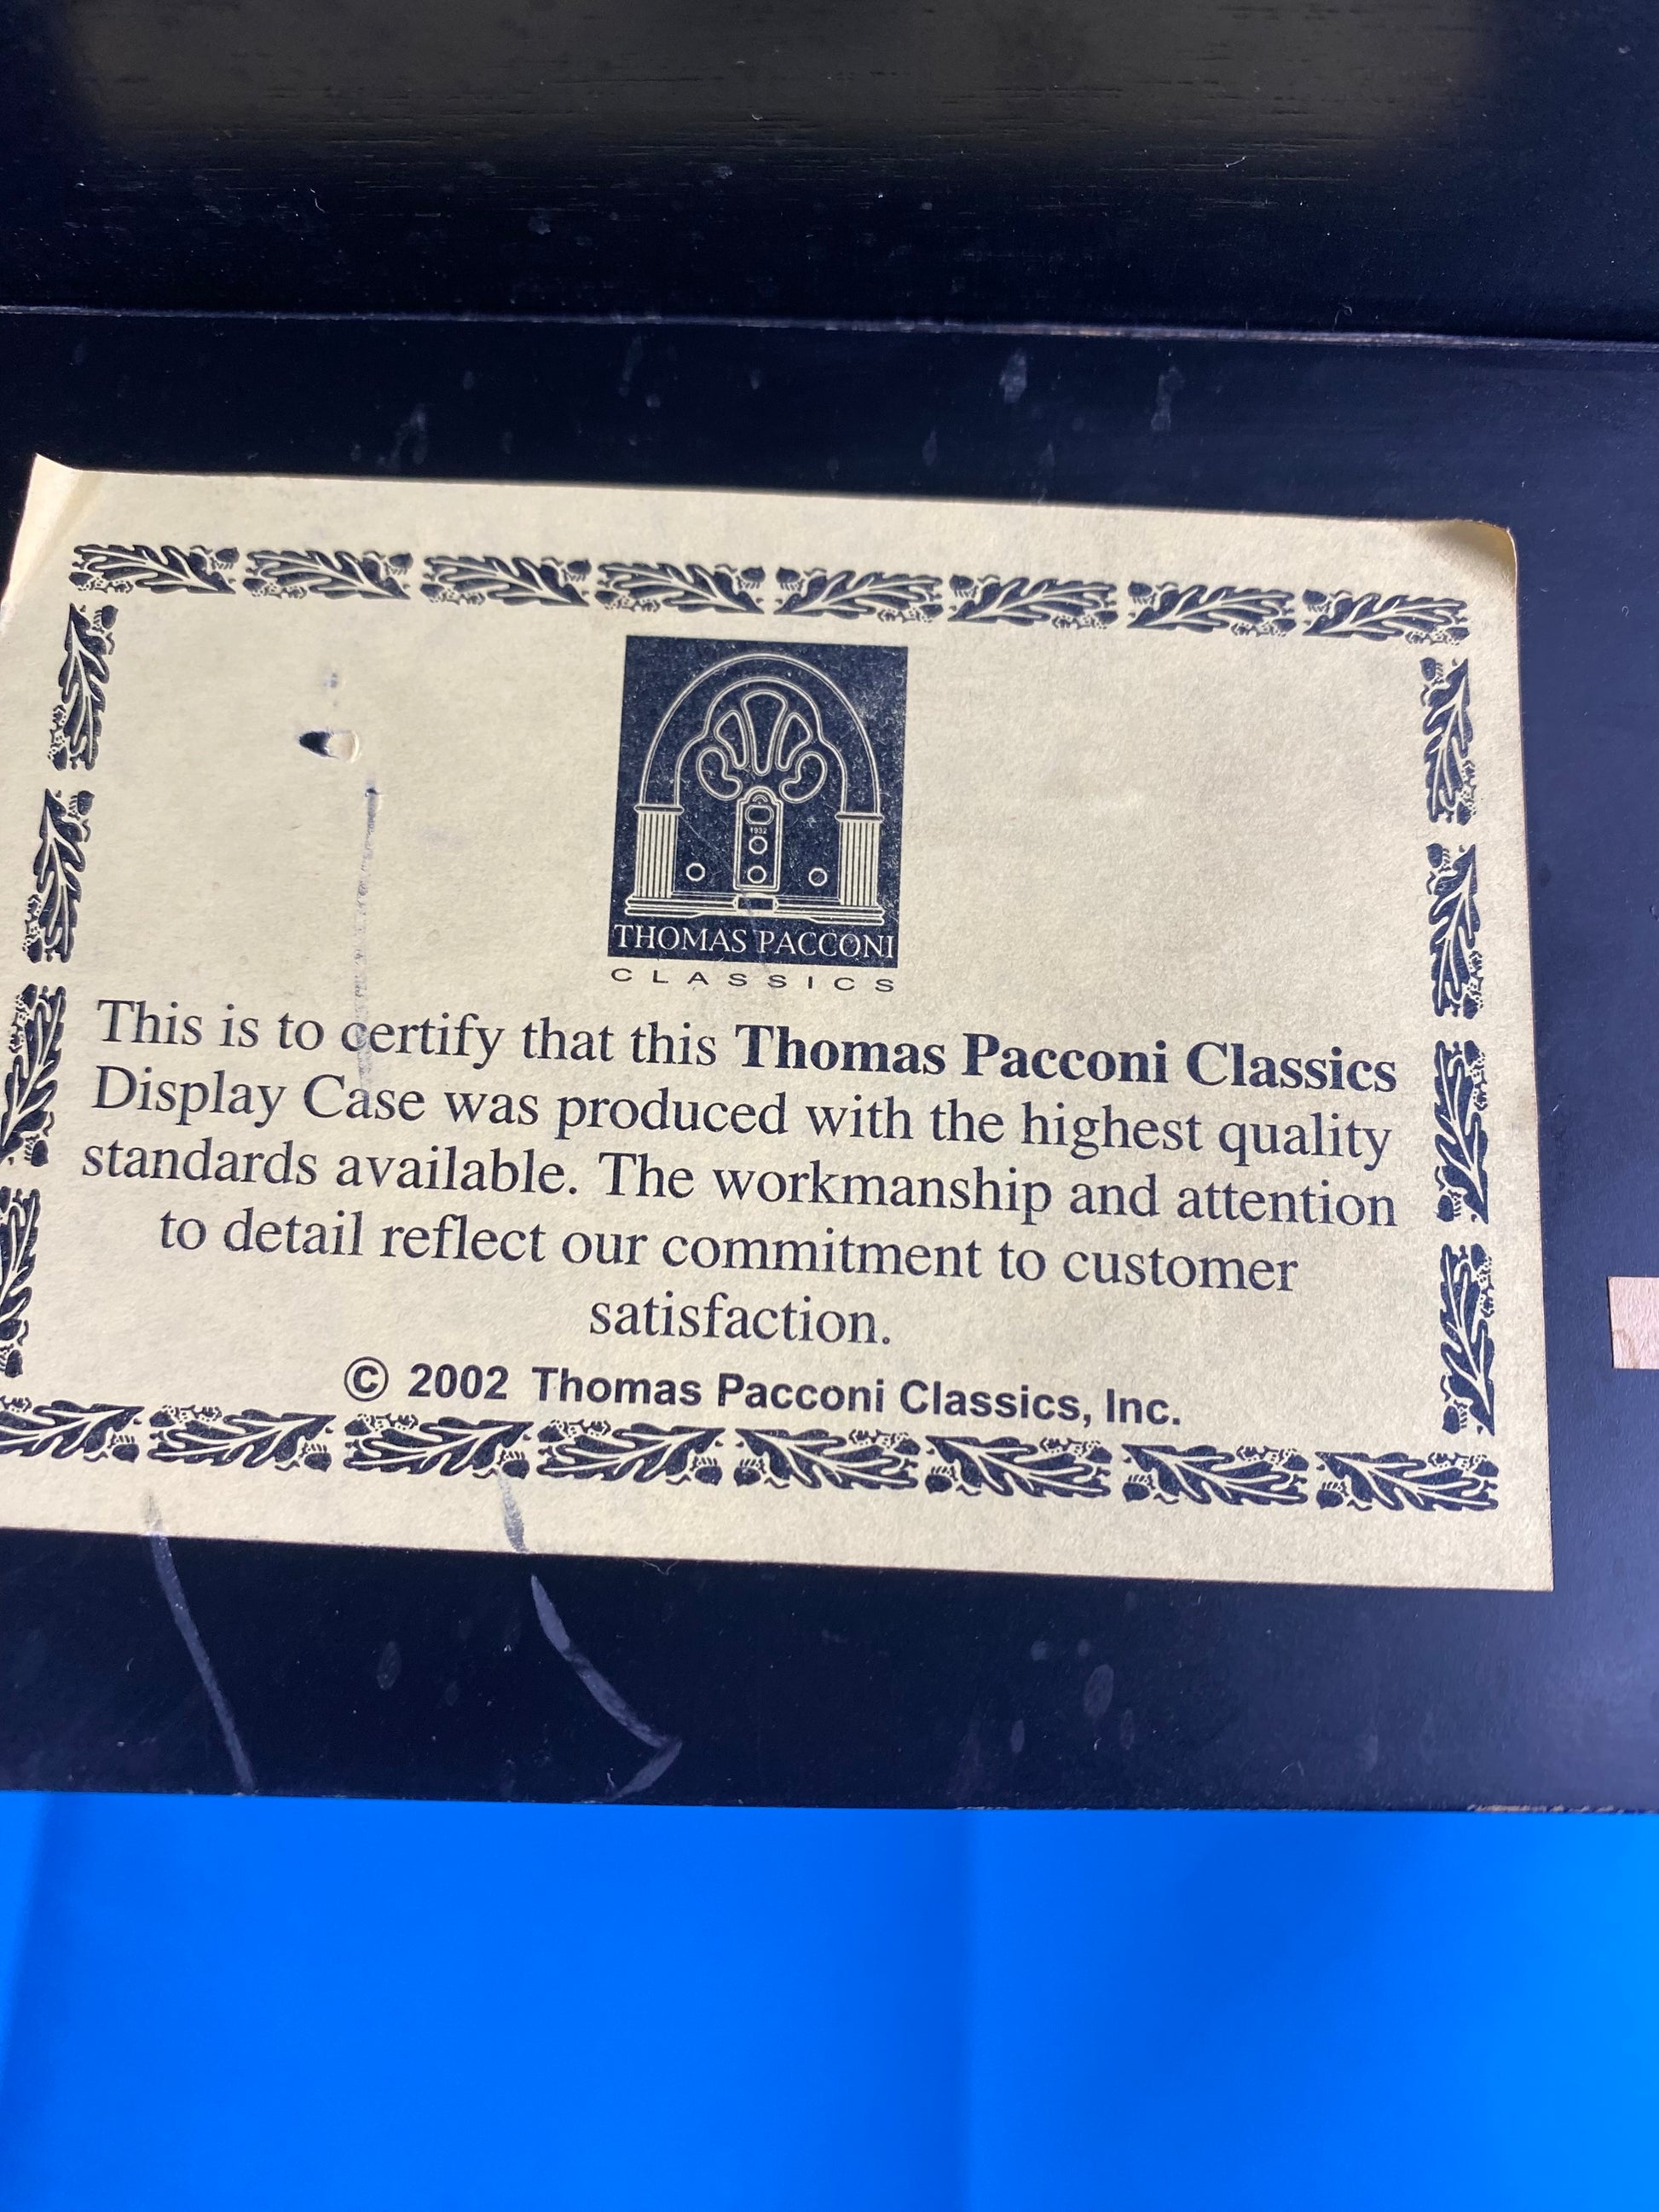 1932
THOMAS PACCONI
CLASSICS
This is to certify that this Thomas Pacconi Classics
Display Case was produced with the highest quality
standards available. The workmanship and attention
to detail reflect our commitment to customer
satisfaction.
© 2002 Thomas Pacconi Classics, Inc.